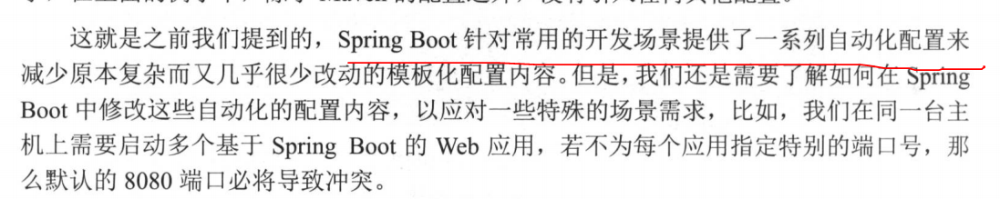 这就是之前我们提到的，Spring Boot 针对常用的开发场景提供了一系列自动化配置来
减少原本复杂而又几乎很少改动的模板化配置内容。但是，我们还是需要了解如何在 Spring
Boot 中修改这些自动化的配置内容，以应对一些特殊的场景需求，比如，我们在同一台主
机上需要启动多个基于 Spring Boot 的 Web 应用，若不为每个应用指定特别的端口号，那
么默认的 8080 端口必将导致冲突。